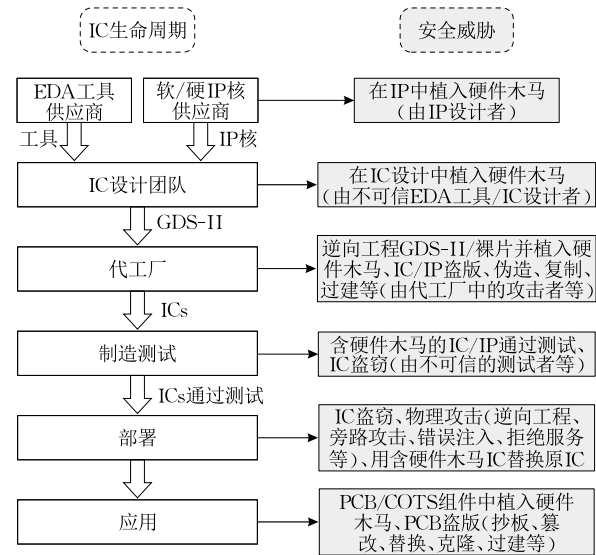 IC生命周期
安全威胁
EDA工具
供应商
软/硬IP核
供应商
在IP中植入硬件木马
(由IP设计者)
工具
IP核
IC设计团队
在IC设计中植入硬件木马
(由不可信EDA工具/IC设计者)
GDS-II
代工厂
逆向工程GDS-II/裸片并植入硬
件木马、IC/IP盗版、伪造、复制、
过建等(由代工厂中的攻击者等)
ICs
制造测试
含硬件木马的IC/IP通过测试、
IC盗窃(由不可信的测试者等)
ICs通过测试
部署
IC盗窃、物理攻击(逆向工程、
旁路攻击、错误注入、拒绝服务
等)、用含硬件木马IC替换原IC
应用
PCB/COTS组件中植入硬件
木马、PCB盗版(抄板、篡
改、替换、克隆、过建等)